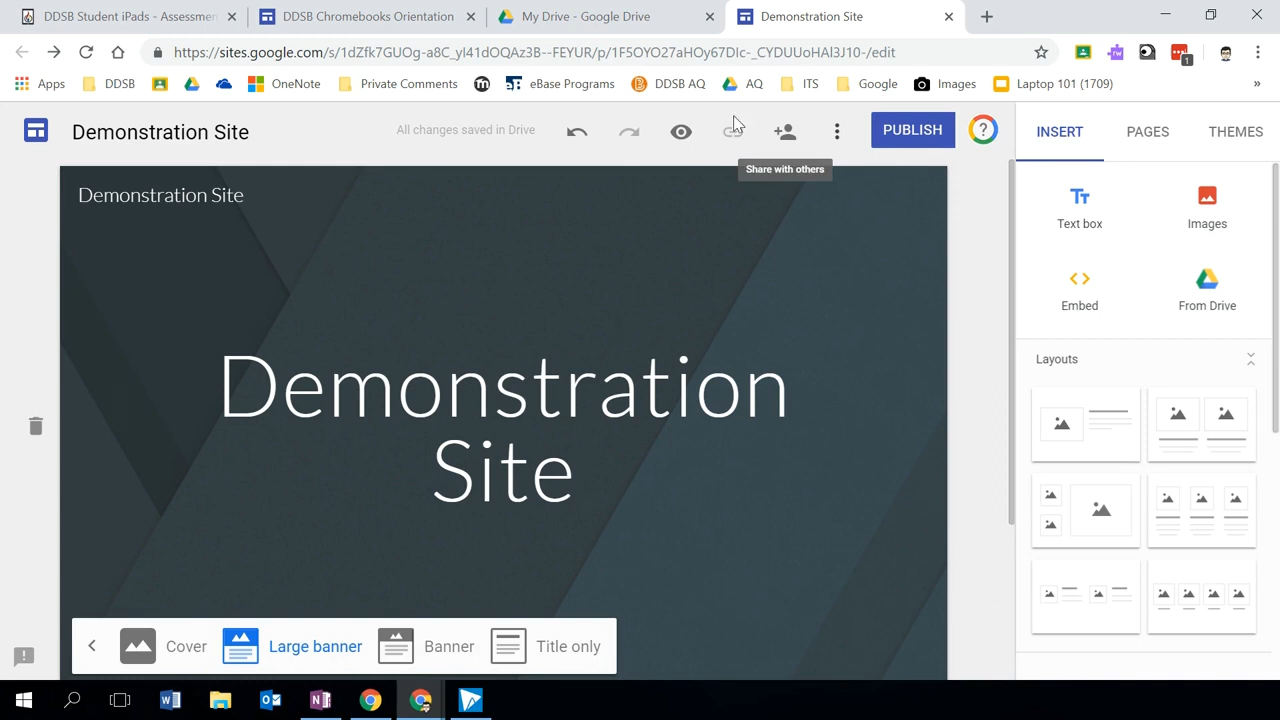 DDSB Student iPads - Assessmen
DDSB Chromebooks Orientation
My Drive - Google Drive
Demonstration Site
https://sites.google.com/s/1dZfk7GUOg-a8C_yl41dOQAz3B--FEYUR/p/1F5OYO27aHOy67DIc-_CYDUUoHAl3J10-/edit
1
Apps
DDSB
OneNote
Private Comments
eBase Programs
DDSB AQ
AQ
ITS
Google
Images
Laptop 101 (1709)
»
Demonstration Site
All changes saved in Drive
PUBLISH
?
INSERT
PAGES
THEMES
Share with others
Demonstration Site
Text box
Images
Embed
From Drive
Layouts
Demonstration
Site
Cover
Large banner
Banner
Title only